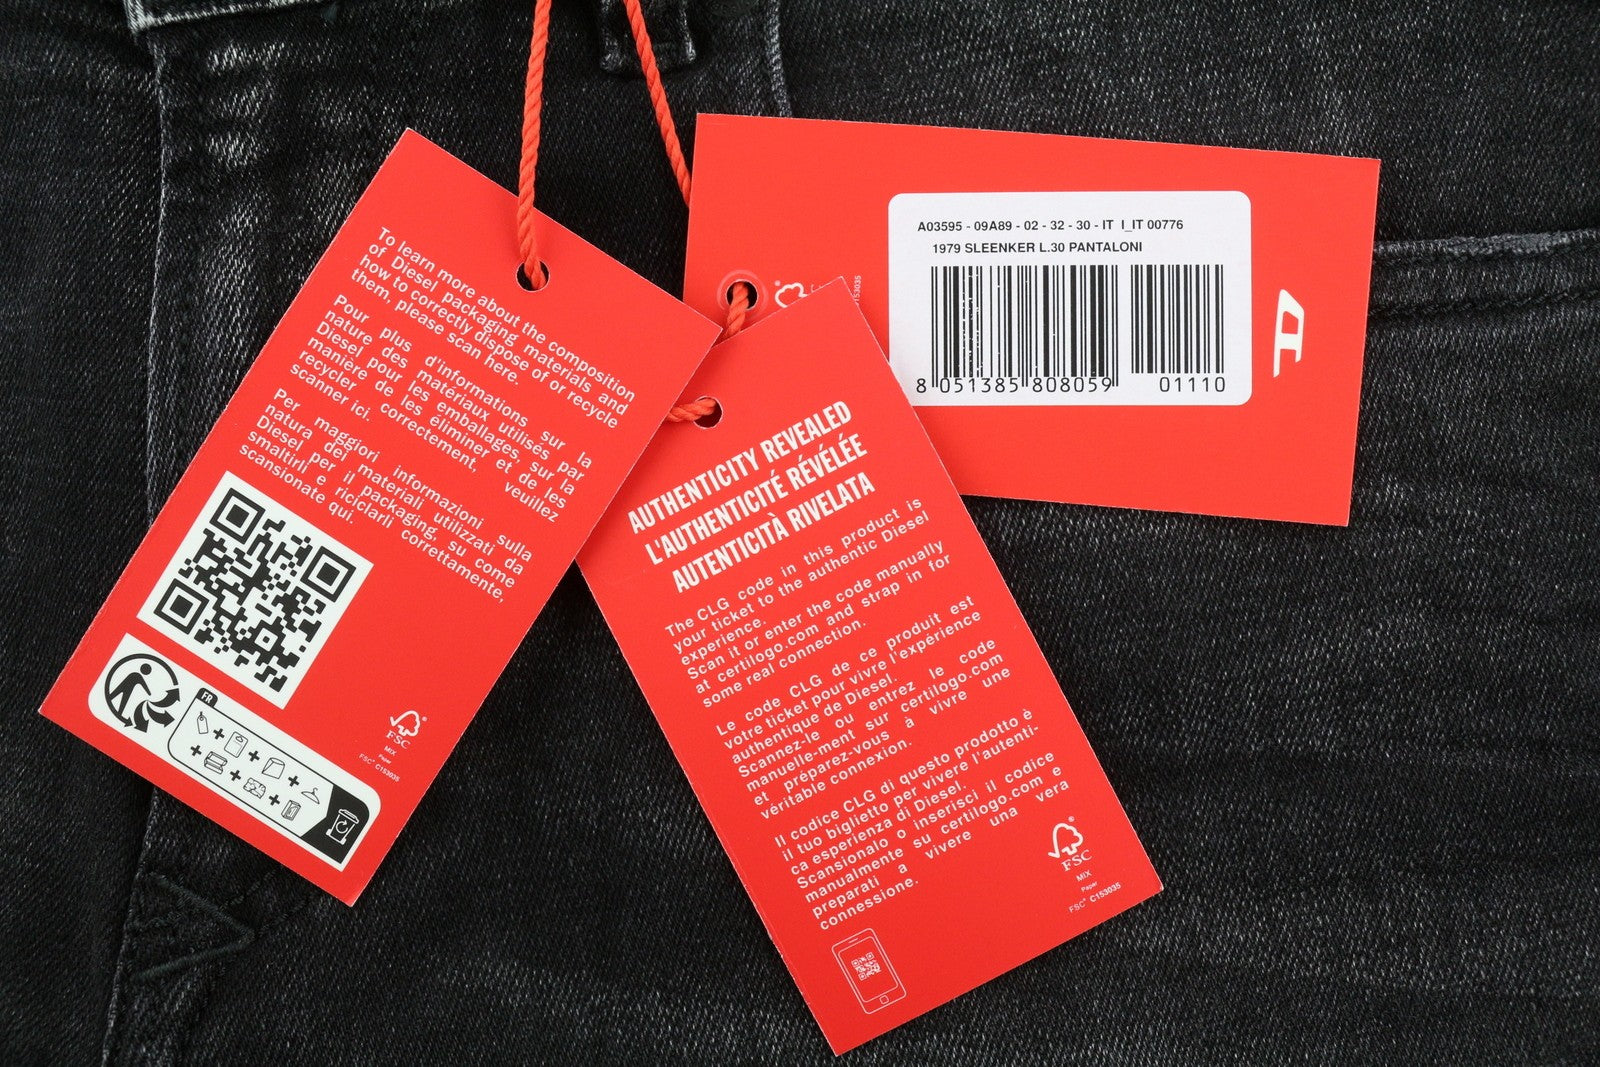 To learn more about the composition
of Diesel packaging materials and
how to correctly dispose of or recycle
them, please scan here.
Pour plus d'informations sur la
nature des matériaux utilisés par
Diesel pour les emballages, sur la
manière de les éliminer et de les
recycler correctement, veuillez
scanner ici.
Per maggiori informazioni sulla
natura dei materiali utilizzati da
Diesel per il packaging, su come
smaltirli e riciclarli correttamente,
scansionate qui.
FR
FSC
MIX
Paper
FSC® C153035
AUTHENTICITY REVEALED
L'AUTHENTICITÉ RÉVÉLÉE
AUTENTICITÀ RIVELATA
The CLG code in this product is
your ticket to the authentic Diesel
experience.
Scan it or enter the code manually
at certilogo.com and strap in for
some real connection.
Le code CLG de ce produit est
votre ticket pour vivre l'expérience
authentique de Diesel.
Scannez-le ou entrez le code
manuelle-ment sur certilogo.com
et préparez-vous à vivre une
véritable connexion.
Il codice CLG di questo prodotto è
il tuo biglietto per vivere l'autenti-
ca esperienza di Diesel.
Scansionalo o inserisci il codice
manualmente su certilogo.com e
preparati a vivere una vera
connessione.
FSC
MIX
Paper
FSC® C153035
A03595 - 09A89 - 02 - 32 - 30 - IT I_IT 00776
1979 SLEENKER L.30 PANTALONI
8 051385 808059 01110
D